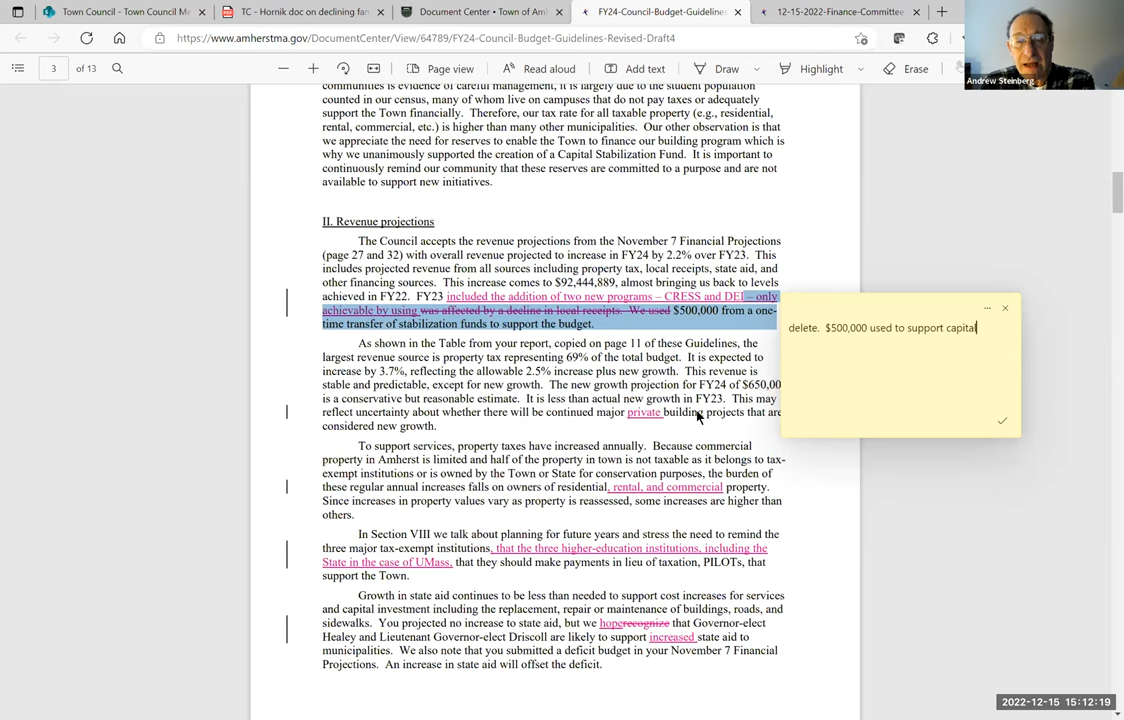 Town Council - Town Council Me
TC - Hornik doc on declining fan
Document Center • Town of Aml
FY24-Council-Budget-Guidelines
12-15-2022-Finance-Committee
https://www.amherstma.gov/DocumentCenter/View/64789/FY24-Council-Budget-Guidelines-Revised-Draft4
3 of 13
Page view
Read aloud
Add text
Draw
Highlight
Erase
Andrew Steinberg
communities is evidence of careful management, it is largely due to the student population
counted in our census, many of whom live on campuses that do not pay taxes or adequately
support the Town financially. Therefore, our tax rate for all taxable property (e.g., residential,
rental, commercial, etc.) is higher than many other municipalities. Our other observation is that
we appreciate the need for reserves to enable the Town to finance our building program which is
why we unanimously supported the creation of a Capital Stabilization Fund. It is important to
continuously remind our community that these reserves are committed to a purpose and are not
available to support new initiatives.
II. Revenue projections
The Council accepts the revenue projections from the November 7 Financial Projections
(page 27 and 32) with overall revenue projected to increase in FY24 by 2.2% over FY23. This
includes projected revenue from all sources including property tax, local receipts, state aid, and
other financing sources. This increase comes to $92,444,889, almost bringing us back to levels
achieved in FY22. FY23 included the addition of two new programs – CRESS and DEI – only
achievable by using was affected by a decline in local receipts. We used $500,000 from a one-
time transfer of stabilization funds to support the budget.
delete. $500,000 used to support capital
As shown in the Table from your report, copied on page 11 of these Guidelines, the
largest revenue source is property tax representing 69% of the total budget. It is expected to
increase by 3.7%, reflecting the allowable 2.5% increase plus new growth. This revenue is
stable and predictable, except for new growth. The new growth projection for FY24 of $650,00
is a conservative but reasonable estimate. It is less than actual new growth in FY23. This may
reflect uncertainty about whether there will be continued major private building projects that are
considered new growth.
To support services, property taxes have increased annually. Because commercial
property in Amherst is limited and half of the property in town is not taxable as it belongs to tax-
exempt institutions or is owned by the Town or State for conservation purposes, the burden of
these regular annual increases falls on owners of residential, rental, and commercial property.
Since increases in property values vary as property is reassessed, some increases are higher than
others.
In Section VIII we talk about planning for future years and stress the need to remind the
three major tax-exempt institutions, that the three higher-education institutions, including the
State in the case of UMass, that they should make payments in lieu of taxation, PILOTs, that
support the Town.
Growth in state aid continues to be less than needed to support cost increases for services
and capital investment including the replacement, repair or maintenance of buildings, roads, and
sidewalks. You projected no increase to state aid, but we hoperecognize that Governor-elect
Healey and Lieutenant Governor-elect Driscoll are likely to support increased state aid to
municipalities. We also note that you submitted a deficit budget in your November 7 Financial
Projections. An increase in state aid will offset the deficit.
2022-12-15 15:12:19